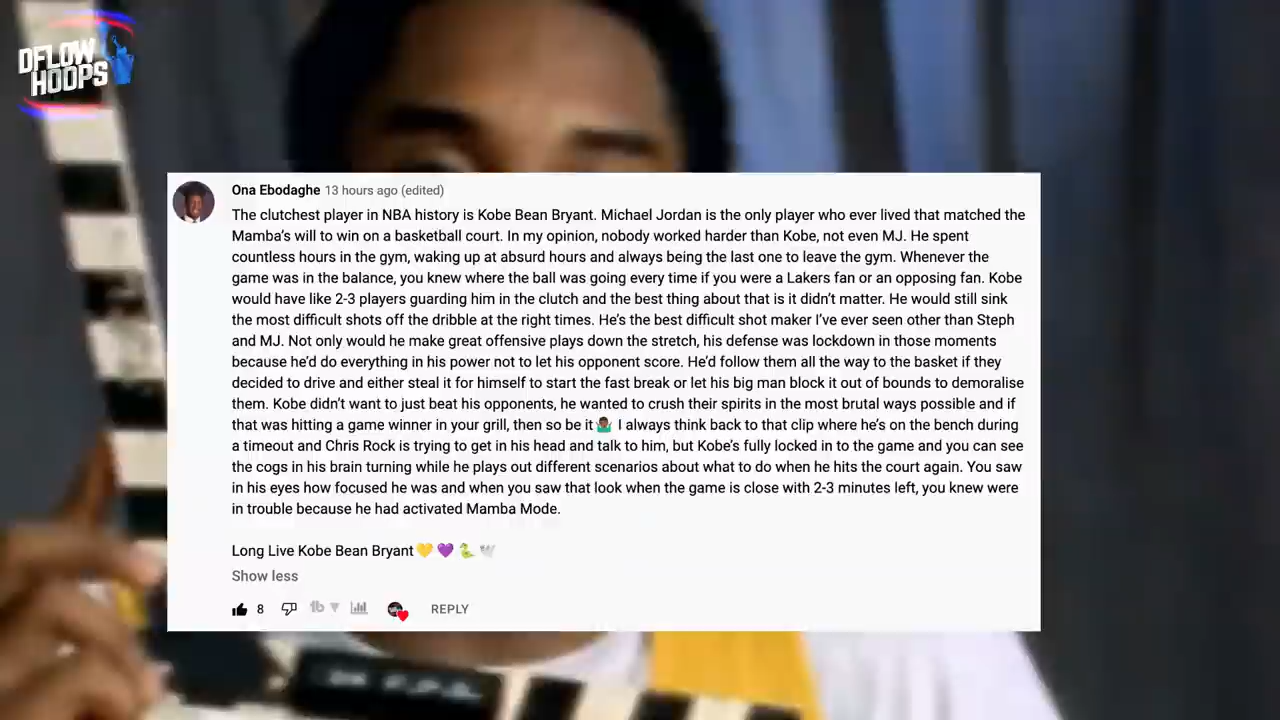 DFLOW
HOOPS
Ona Ebodaghe 13 hours ago (edited)
The clutchest player in NBA history is Kobe Bean Bryant. Michael Jordan is the only player who ever lived that matched the
Mamba's will to win on a basketball court. In my opinion, nobody worked harder than Kobe, not even MJ. He spent
countless hours in the gym, waking up at absurd hours and always being the last one to leave the gym. Whenever the
game was in the balance, you knew where the ball was going every time if you were a Lakers fan or an opposing fan. Kobe
would have like 2-3 players guarding him in the clutch and the best thing about that is it didn't matter. He would still sink
the most difficult shots off the dribble at the right times. He's the best difficult shot maker I've ever seen other than Steph
and MJ. Not only would he make great offensive plays down the stretch, his defense was lockdown in those moments
because he'd do everything in his power not to let his opponent score. He'd follow them all the way to the basket if they
decided to drive and either steal it for himself to start the fast break or let his big man block it out of bounds to demoralise
them. Kobe didn't want to just beat his opponents, he wanted to crush their spirits in the most brutal ways possible and if
that was hitting a game winner in your grill, then so be it🤷🏾‍♂️ I always think back to that clip where he's on the bench during
a timeout and Chris Rock is trying to get in his head and talk to him, but Kobe's fully locked in to the game and you can see
the cogs in his brain turning while he plays out different scenarios about what to do when he hits the court again. You saw
in his eyes how focused he was and when you saw that look when the game is close with 2-3 minutes left, you knew were
in trouble because he had activated Mamba Mode.
Long Live Kobe Bean Bryant💛 💜 🐍 🕊
Show less
8 tb REPLY